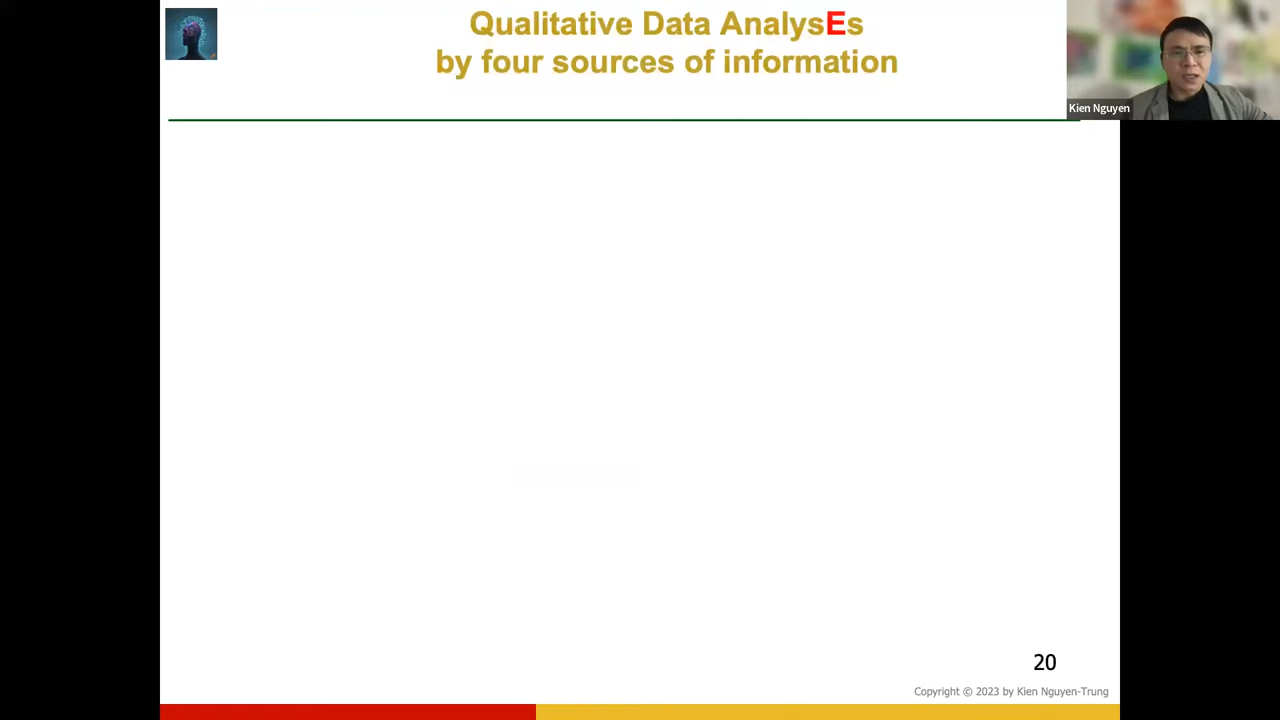 Qualitative Data AnalysEs
by four sources of information
Kien Nguyen
20
Copyright © 2023 by Kien Nguyen-Trung